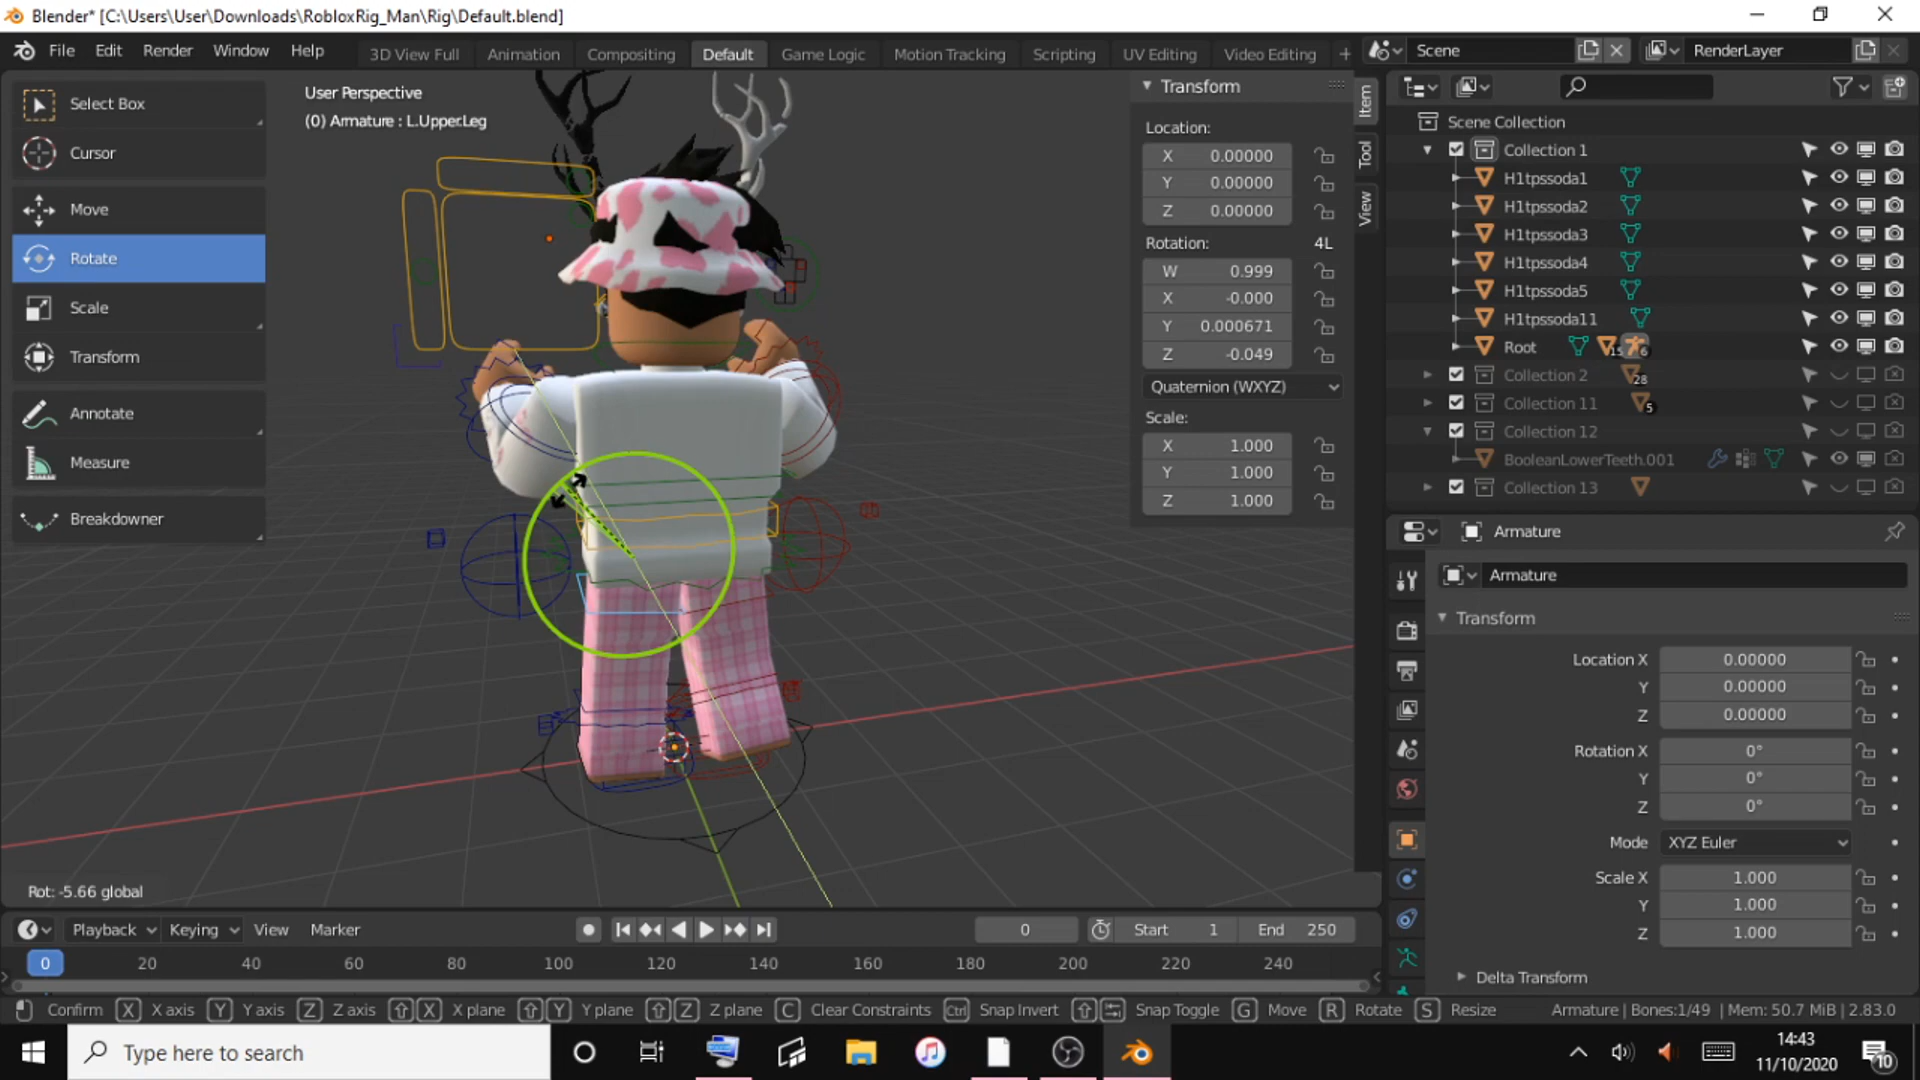 Blender* [C:\Users\User\Downloads\RobloxRig_Man\Rig\Default.blend]
File Edit Render Window Help 3D View Full Animation Compositing Default Game Logic Motion Tracking Scripting UV Editing Video Editing + Scene RenderLayer
Select Box
Cursor
Move
Rotate
Scale
Transform
Annotate
Measure
Breakdowner
User Perspective
(0) Armature : L.Upper.Leg
Transform
Location:
X 0.00000
Y 0.00000
Z 0.00000
Rotation: 4L
W 0.999
X -0.000
Y 0.000671
Z -0.049
Quaternion (WXYZ)
Scale:
X 1.000
Y 1.000
Z 1.000
Item
Tool
View
Scene Collection
Collection 1
H1tpssoda1
H1tpssoda2
H1tpssoda3
H1tpssoda4
H1tpssoda5
H1tpssoda11
Root 15 6
Collection 2 28
Collection 11 5
Collection 12
BooleanLowerTeeth.001
Collection 13
Armature
Armature
Transform
Location X 0.00000
Y 0.00000
Z 0.00000
Rotation X 0°
Y 0°
Z 0°
Mode XYZ Euler
Scale X 1.000
Y 1.000
Z 1.000
Delta Transform
Rot: -5.66 global
Playback Keying View Marker 0 Start 1 End 250
0 20 40 60 80 100 120 140 160 180 200 220 240
Confirm X X axis Y Y axis Z Z axis X X plane Y Y plane Z Z plane C Clear Constraints Ctrl Snap Invert Snap Toggle G Move R Rotate S Resize Armature | Bones:1/49 | Mem: 50.7 MiB | 2.83.0
Type here to search
14:43
11/10/2020
10